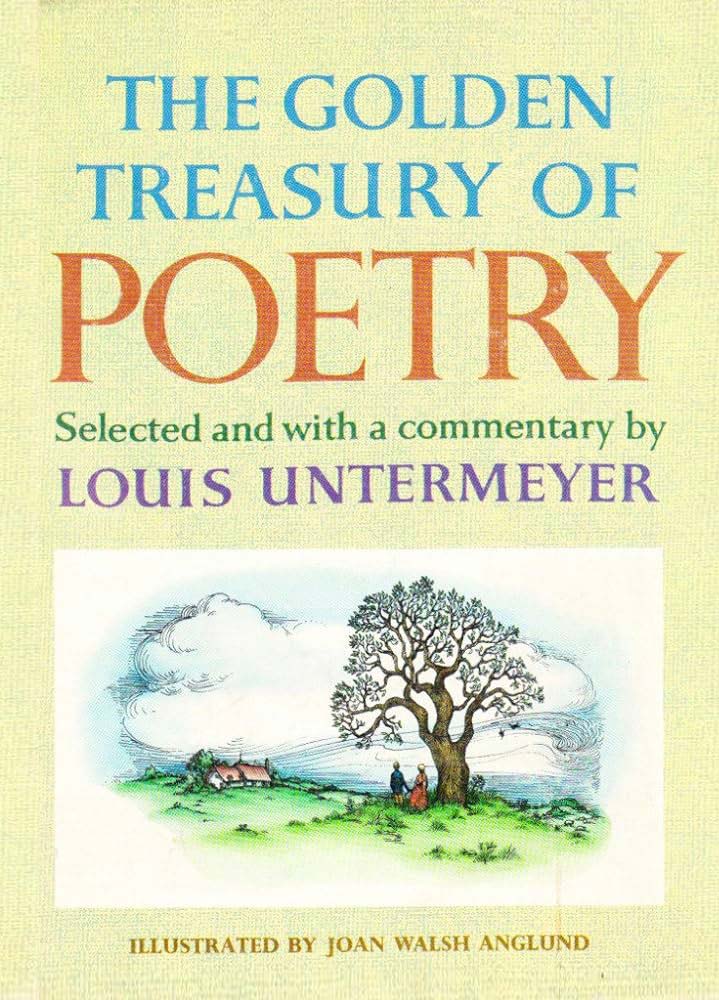 THE GOLDEN
TREASURY OF
POETRY
Selected and with a commentary by
LOUIS UNTERMEYER
ILLUSTRATED BY JOAN WALSH ANGLUND